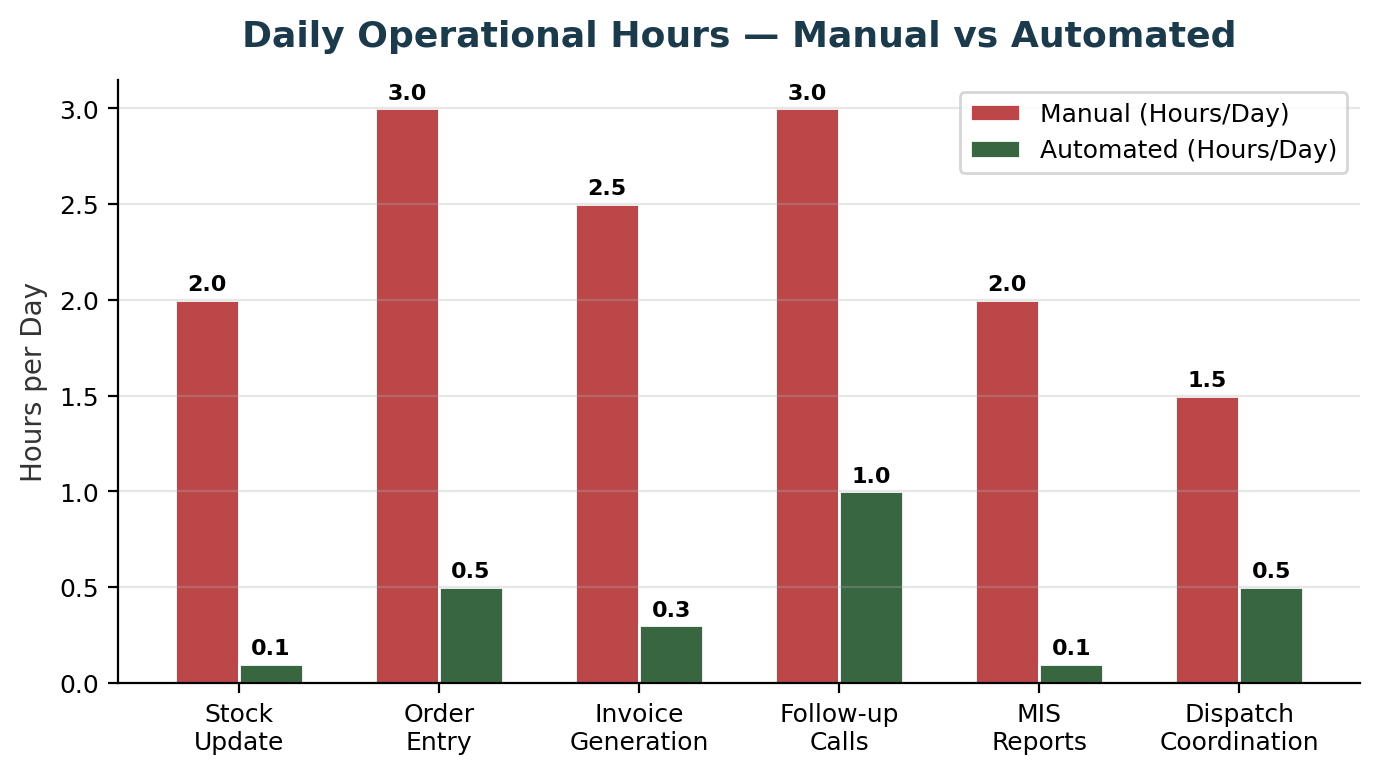 Daily Operational Hours — Manual vs Automated
Manual (Hours/Day)
Automated (Hours/Day)
Hours per Day
3.0
2.5
2.0
1.5
1.0
0.5
0.0
2.0
0.1
3.0
0.5
2.5
0.3
3.0
1.0
2.0
0.1
1.5
0.5
Stock
Update
Order
Entry
Invoice
Generation
Follow-up
Calls
MIS
Reports
Dispatch
Coordination